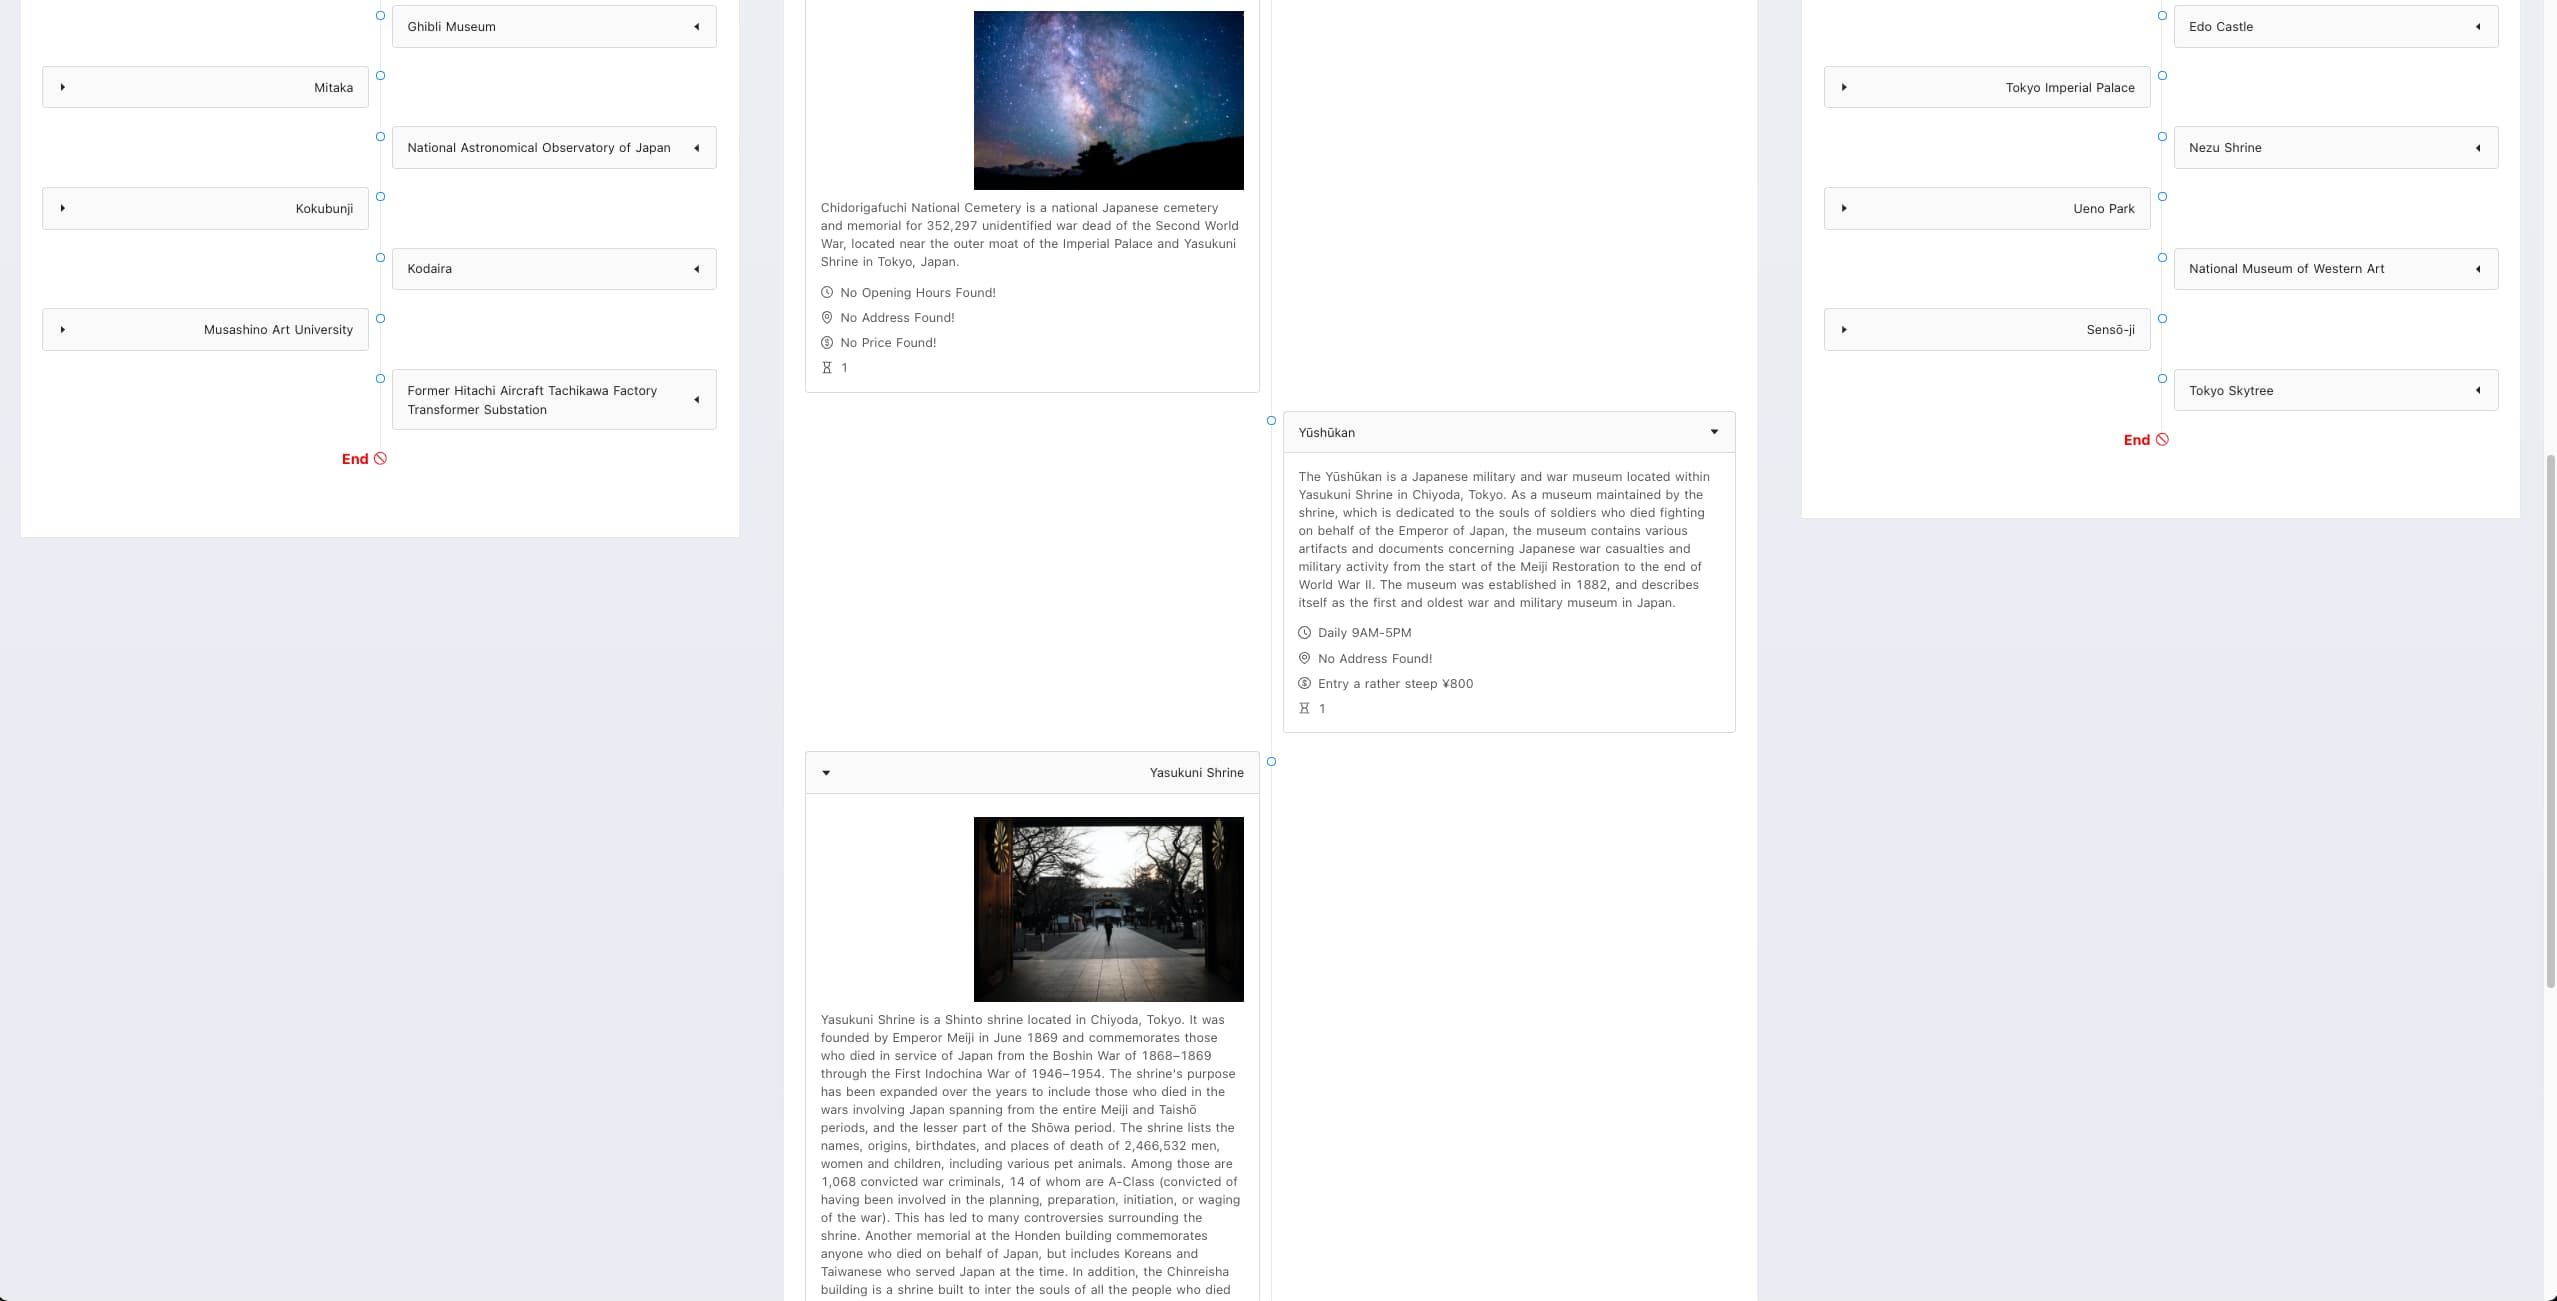 Ghibli Museum
Mitaka
National Astronomical Observatory of Japan
Kokubunji
Kodaira
Musashino Art University
Former Hitachi Aircraft Tachikawa Factory
Transformer Substation
End
Chidorigafuchi National Cemetery is a national Japanese cemetery
and memorial for 352,297 unidentified war dead of the Second World
War, located near the outer moat of the Imperial Palace and Yasukuni
Shrine in Tokyo, Japan.
No Opening Hours Found!
No Address Found!
No Price Found!
1
Yūshūkan
The Yūshūkan is a Japanese military and war museum located within
Yasukuni Shrine in Chiyoda, Tokyo. As a museum maintained by the
shrine, which is dedicated to the souls of soldiers who died fighting
on behalf of the Emperor of Japan, the museum contains various
artifacts and documents concerning Japanese war casualties and
military activity from the start of the Meiji Restoration to the end of
World War II. The museum was established in 1882, and describes
itself as the first and oldest war and military museum in Japan.
Daily 9AM-5PM
No Address Found!
Entry a rather steep ¥800
1
Yasukuni Shrine
Yasukuni Shrine is a Shinto shrine located in Chiyoda, Tokyo. It was
founded by Emperor Meiji in June 1869 and commemorates those
who died in service of Japan from the Boshin War of 1868–1869
through the First Indochina War of 1946–1954. The shrine's purpose
has been expanded over the years to include those who died in the
wars involving Japan spanning from the entire Meiji and Taishō
periods, and the lesser part of the Shōwa period. The shrine lists the
names, origins, birthdates, and places of death of 2,466,532 men,
women and children, including various pet animals. Among those are
1,068 convicted war criminals, 14 of whom are A-Class (convicted of
having been involved in the planning, preparation, initiation, or waging
of the war). This has led to many controversies surrounding the
shrine. Another memorial at the Honden building commemorates
anyone who died on behalf of Japan, but includes Koreans and
Taiwanese who served Japan at the time. In addition, the Chinreisha
building is a shrine built to inter the souls of all the people who died
Edo Castle
Tokyo Imperial Palace
Nezu Shrine
Ueno Park
National Museum of Western Art
Sensō-ji
Tokyo Skytree
End